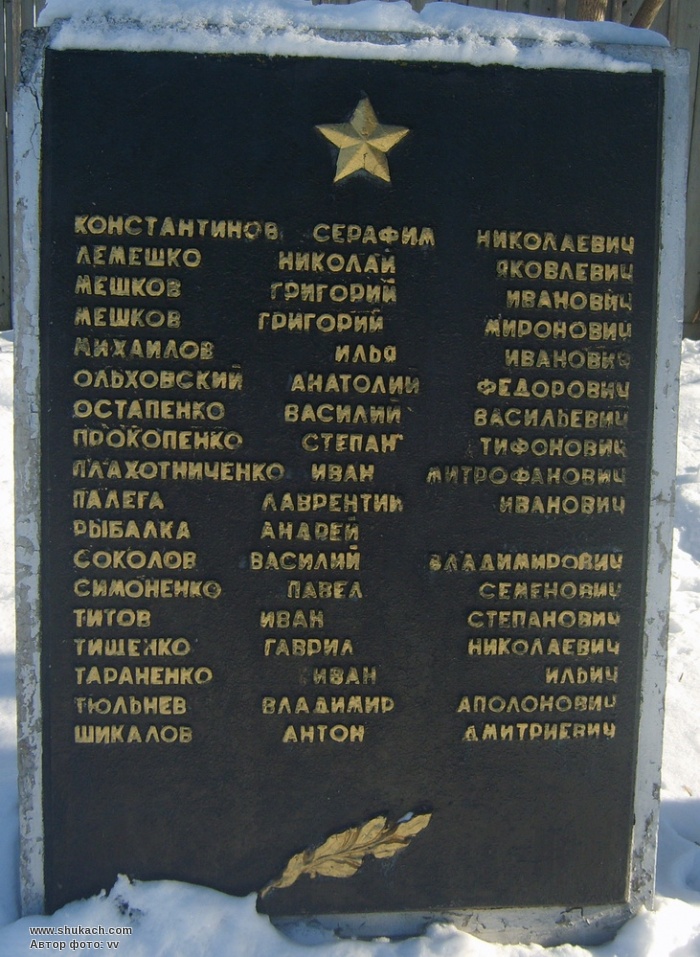 КОНСТАНТИНОВ СЕРАФИМ НИКОЛАЕВИЧ
ЛЕМЕШКО НИКОЛАЙ ЯКОВЛЕВИЧ
МЕШКОВ ГРИГОРИЙ ИВАНОВИЧ
МЕШКОВ ГРИГОРИЙ МИРОНОВИЧ
МИХАИЛОВ ИЛЬЯ ИВАНОВИЧ
ОЛЬХОВСКИЙ АНАТОЛИЙ ФЕДОРОВИЧ
ОСТАПЕНКО ВАСИЛИЙ ВАСИЛЬЕВИЧ
ПРОКОПЕНКО СТЕПАН ТИФОНОВИЧ
ПЛАХОТНИЧЕНКО ИВАН МИТРОФАНОВИЧ
ПАЛЕГА ЛАВРЕНТИЙ ИВАНОВИЧ
РЫБАЛКА АНДРЕЙ
СОКОЛОВ ВАСИЛИЙ ВЛАДИМИРОВИЧ
СИМОНЕНКО ПАВЕЛ СЕМЕНОВИЧ
ТИТОВ ИВАН СТЕПАНОВИЧ
ТИЩЕНКО ГАВРИЛ НИКОЛАЕВИЧ
ТАРАНЕНКО ИВАН ИЛЬИЧ
ТЮЛЬНЕВ ВЛАДИМИР АПОЛОНОВИЧ
ШИКАЛОВ АНТОН ДМИТРИЕВИЧ
www.shukach.com
Автор фото: vv